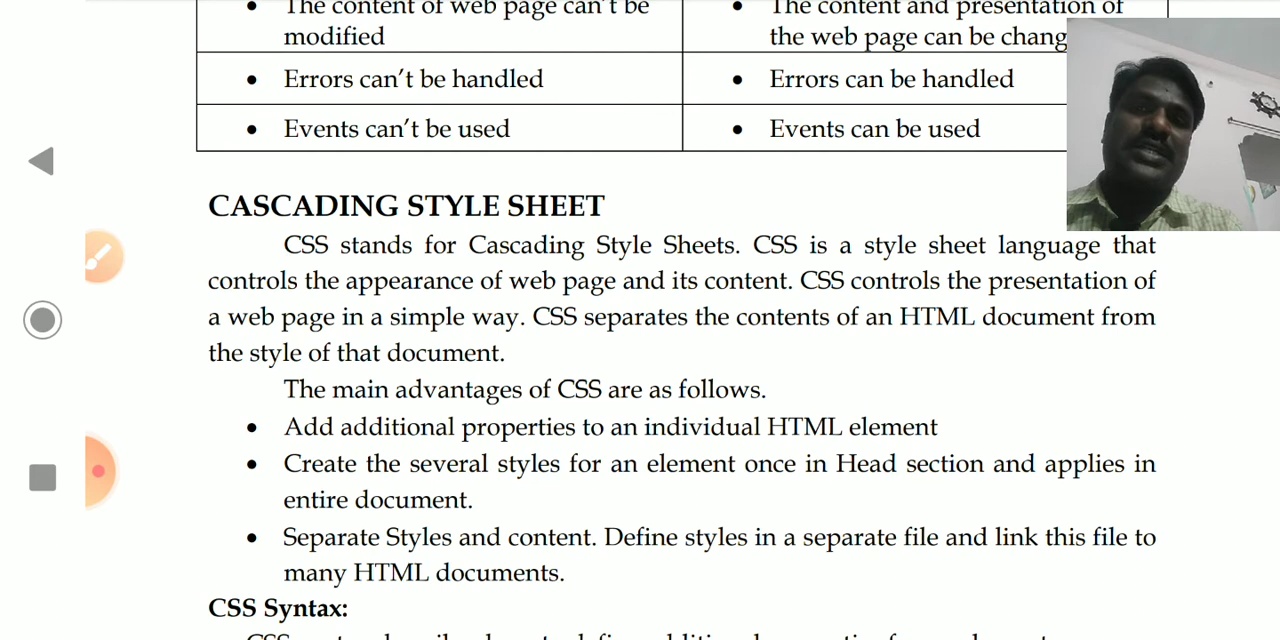 The content of web page can't be
modified
The content and presentation of
the web page can be chang
Errors can’t be handled
Errors can be handled
Events can’t be used
Events can be used
CASCADING STYLE SHEET
CSS stands for Cascading Style Sheets. CSS is a style sheet language that
controls the appearance of web page and its content. CSS controls the presentation of
a web page in a simple way. CSS separates the contents of an HTML document from
the style of that document.
The main advantages of CSS are as follows.
Add additional properties to an individual HTML element
Create the several styles for an element once in Head section and applies in
entire document.
Separate Styles and content. Define styles in a separate file and link this file to
many HTML documents.
CSS Syntax: